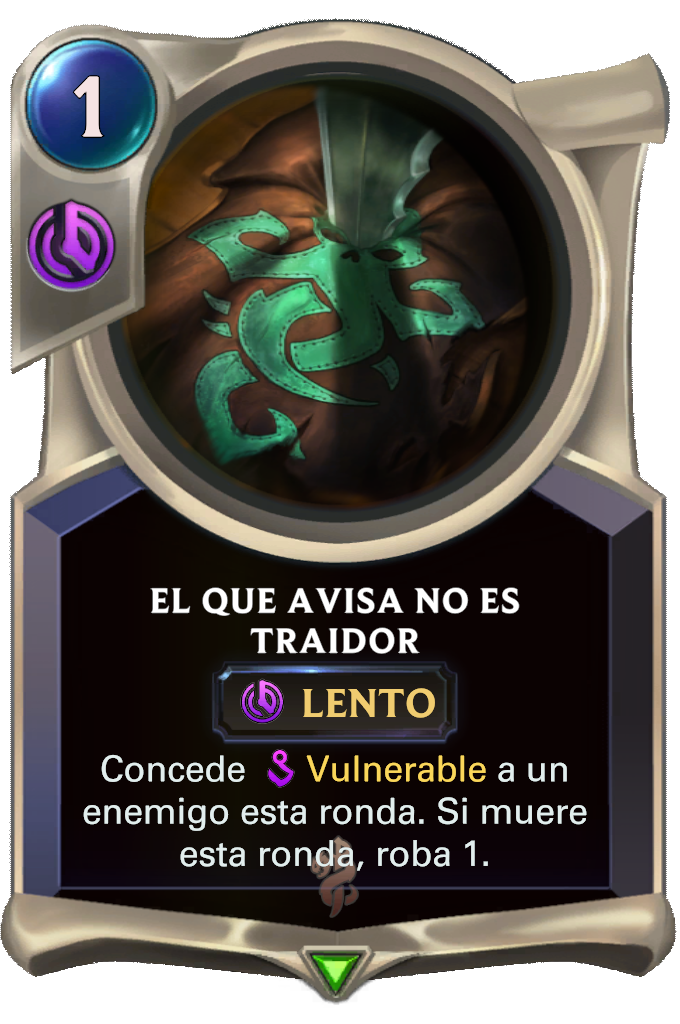 1
EL QUE AVISA NO ES
TRAIDOR
LENTO
Concede Vulnerable a un
enemigo esta ronda. Si muere
esta ronda, roba 1.